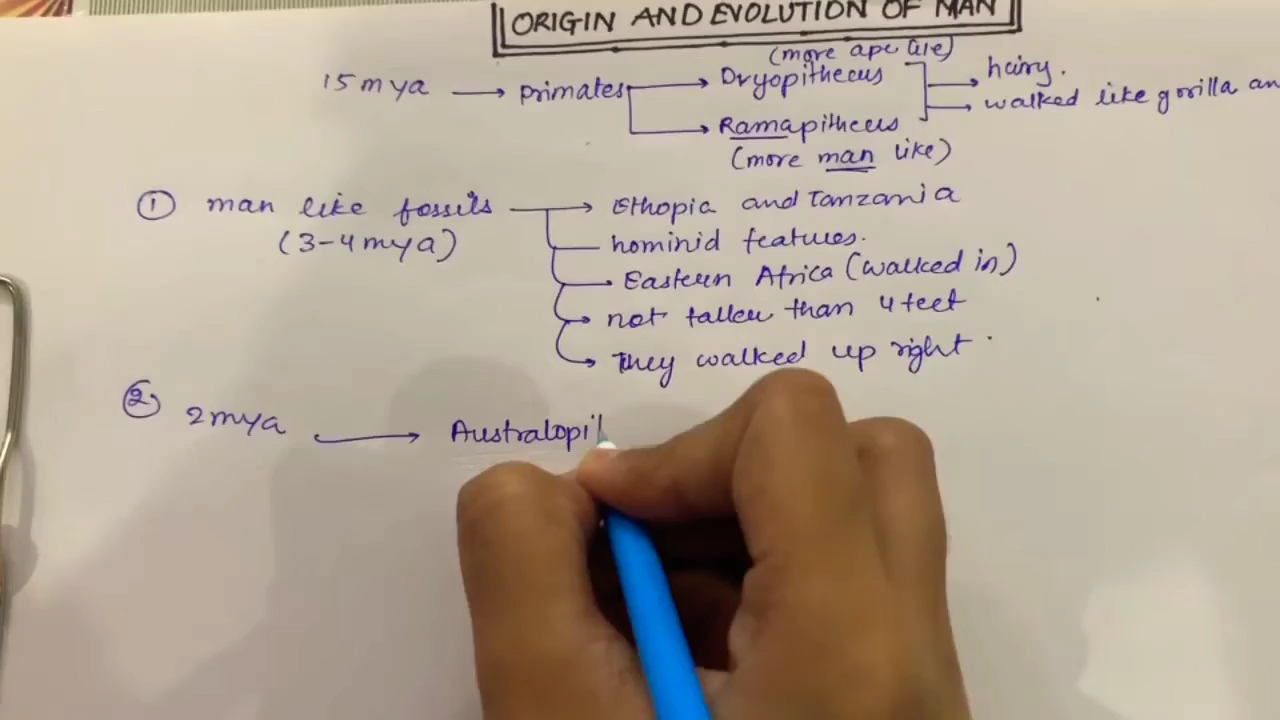 ORIGIN AND EVOLUTION OF MAN
(more ape like)
15 mya → primates → Dryopithecus → hairy.
→ walked like gorilla an
→ Ramapithecus
(more man like)
① man like fossils → Ethopia and Tanzania
(3-4 mya) hominid features.
→ Eastern Africa (walked in)
→ not taller than 4 feet
→ They walked up right.
② 2 mya → Australopit